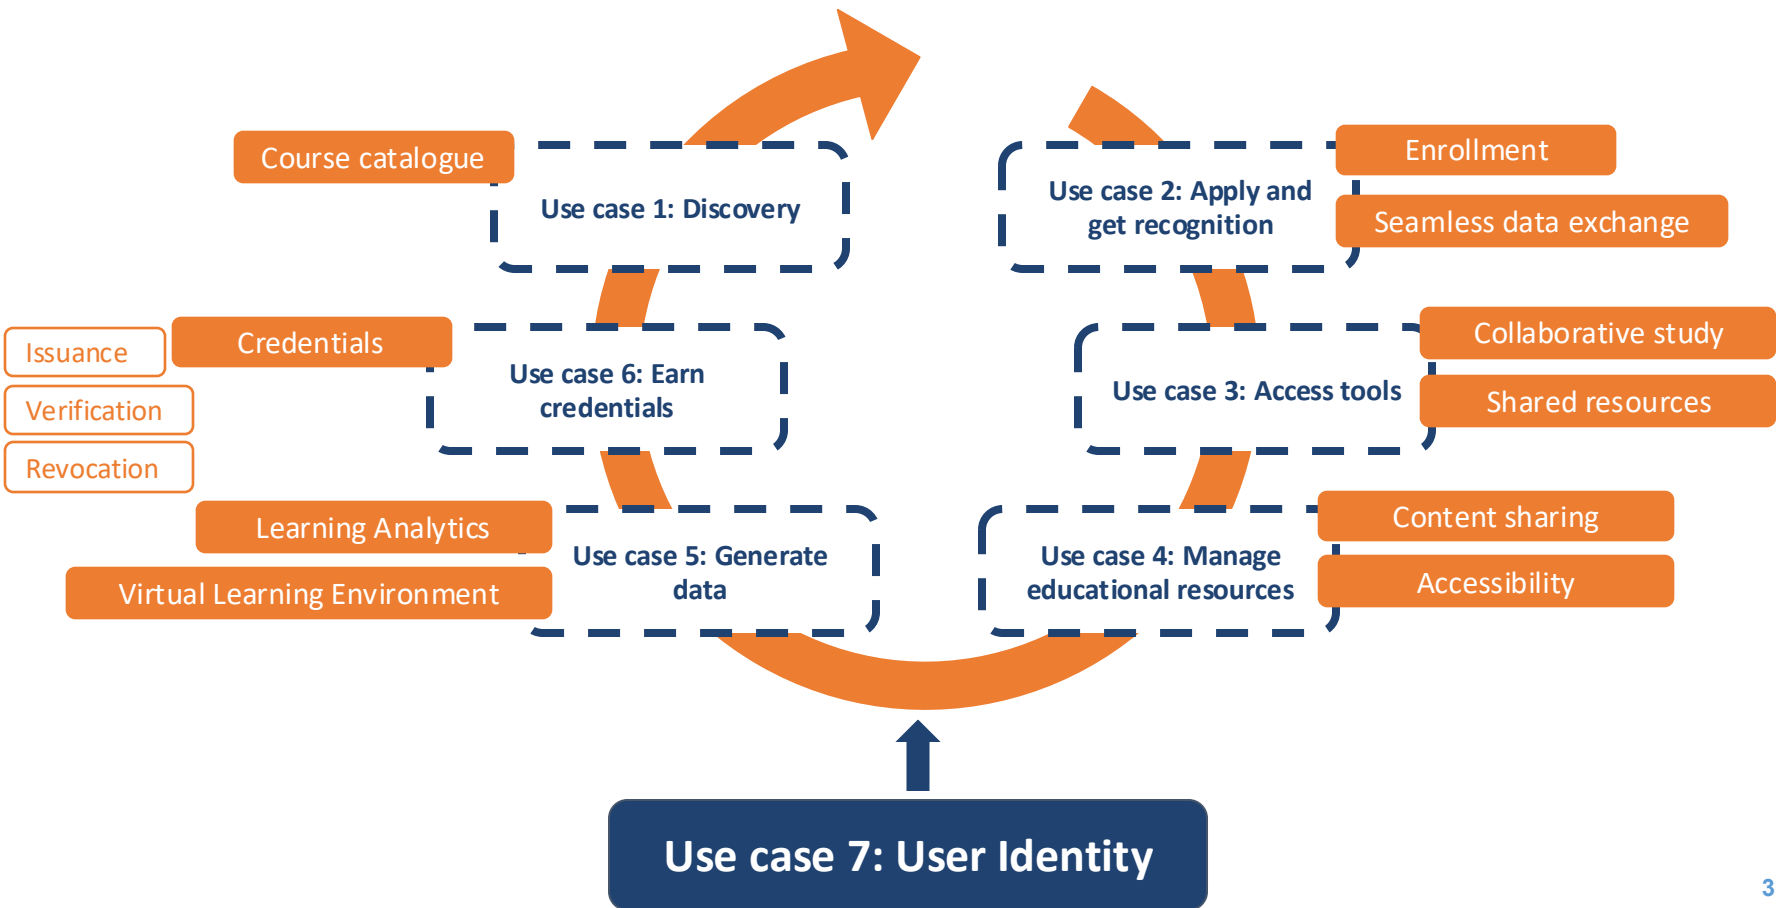 Course catalogue
Use case 1: Discovery
Use case 2: Apply and
get recognition
Enrollment
Seamless data exchange
Issuance
Verification
Revocation
Credentials
Use case 6: Earn
credentials
Use case 3: Access tools
Collaborative study
Shared resources
Learning Analytics
Virtual Learning Environment
Use case 5: Generate
data
Use case 4: Manage
educational resources
Content sharing
Accessibility
Use case 7: User Identity
3